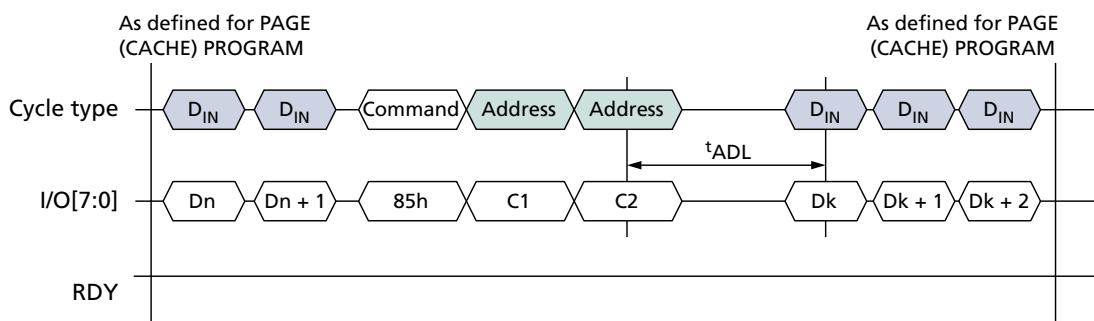 As defined for PAGE
(CACHE) PROGRAM
As defined for PAGE
(CACHE) PROGRAM
Cycle type DIN DIN Command Address Address DIN DIN DIN
tADL
I/O[7:0] Dn Dn + 1 85h C1 C2 Dk Dk + 1 Dk + 2
RDY